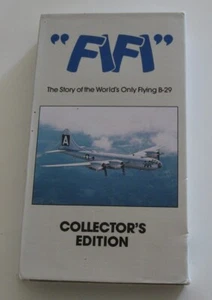 "FIFI"
The Story of the World's Only Flying B-29
A
COLLECTOR'S
EDITION